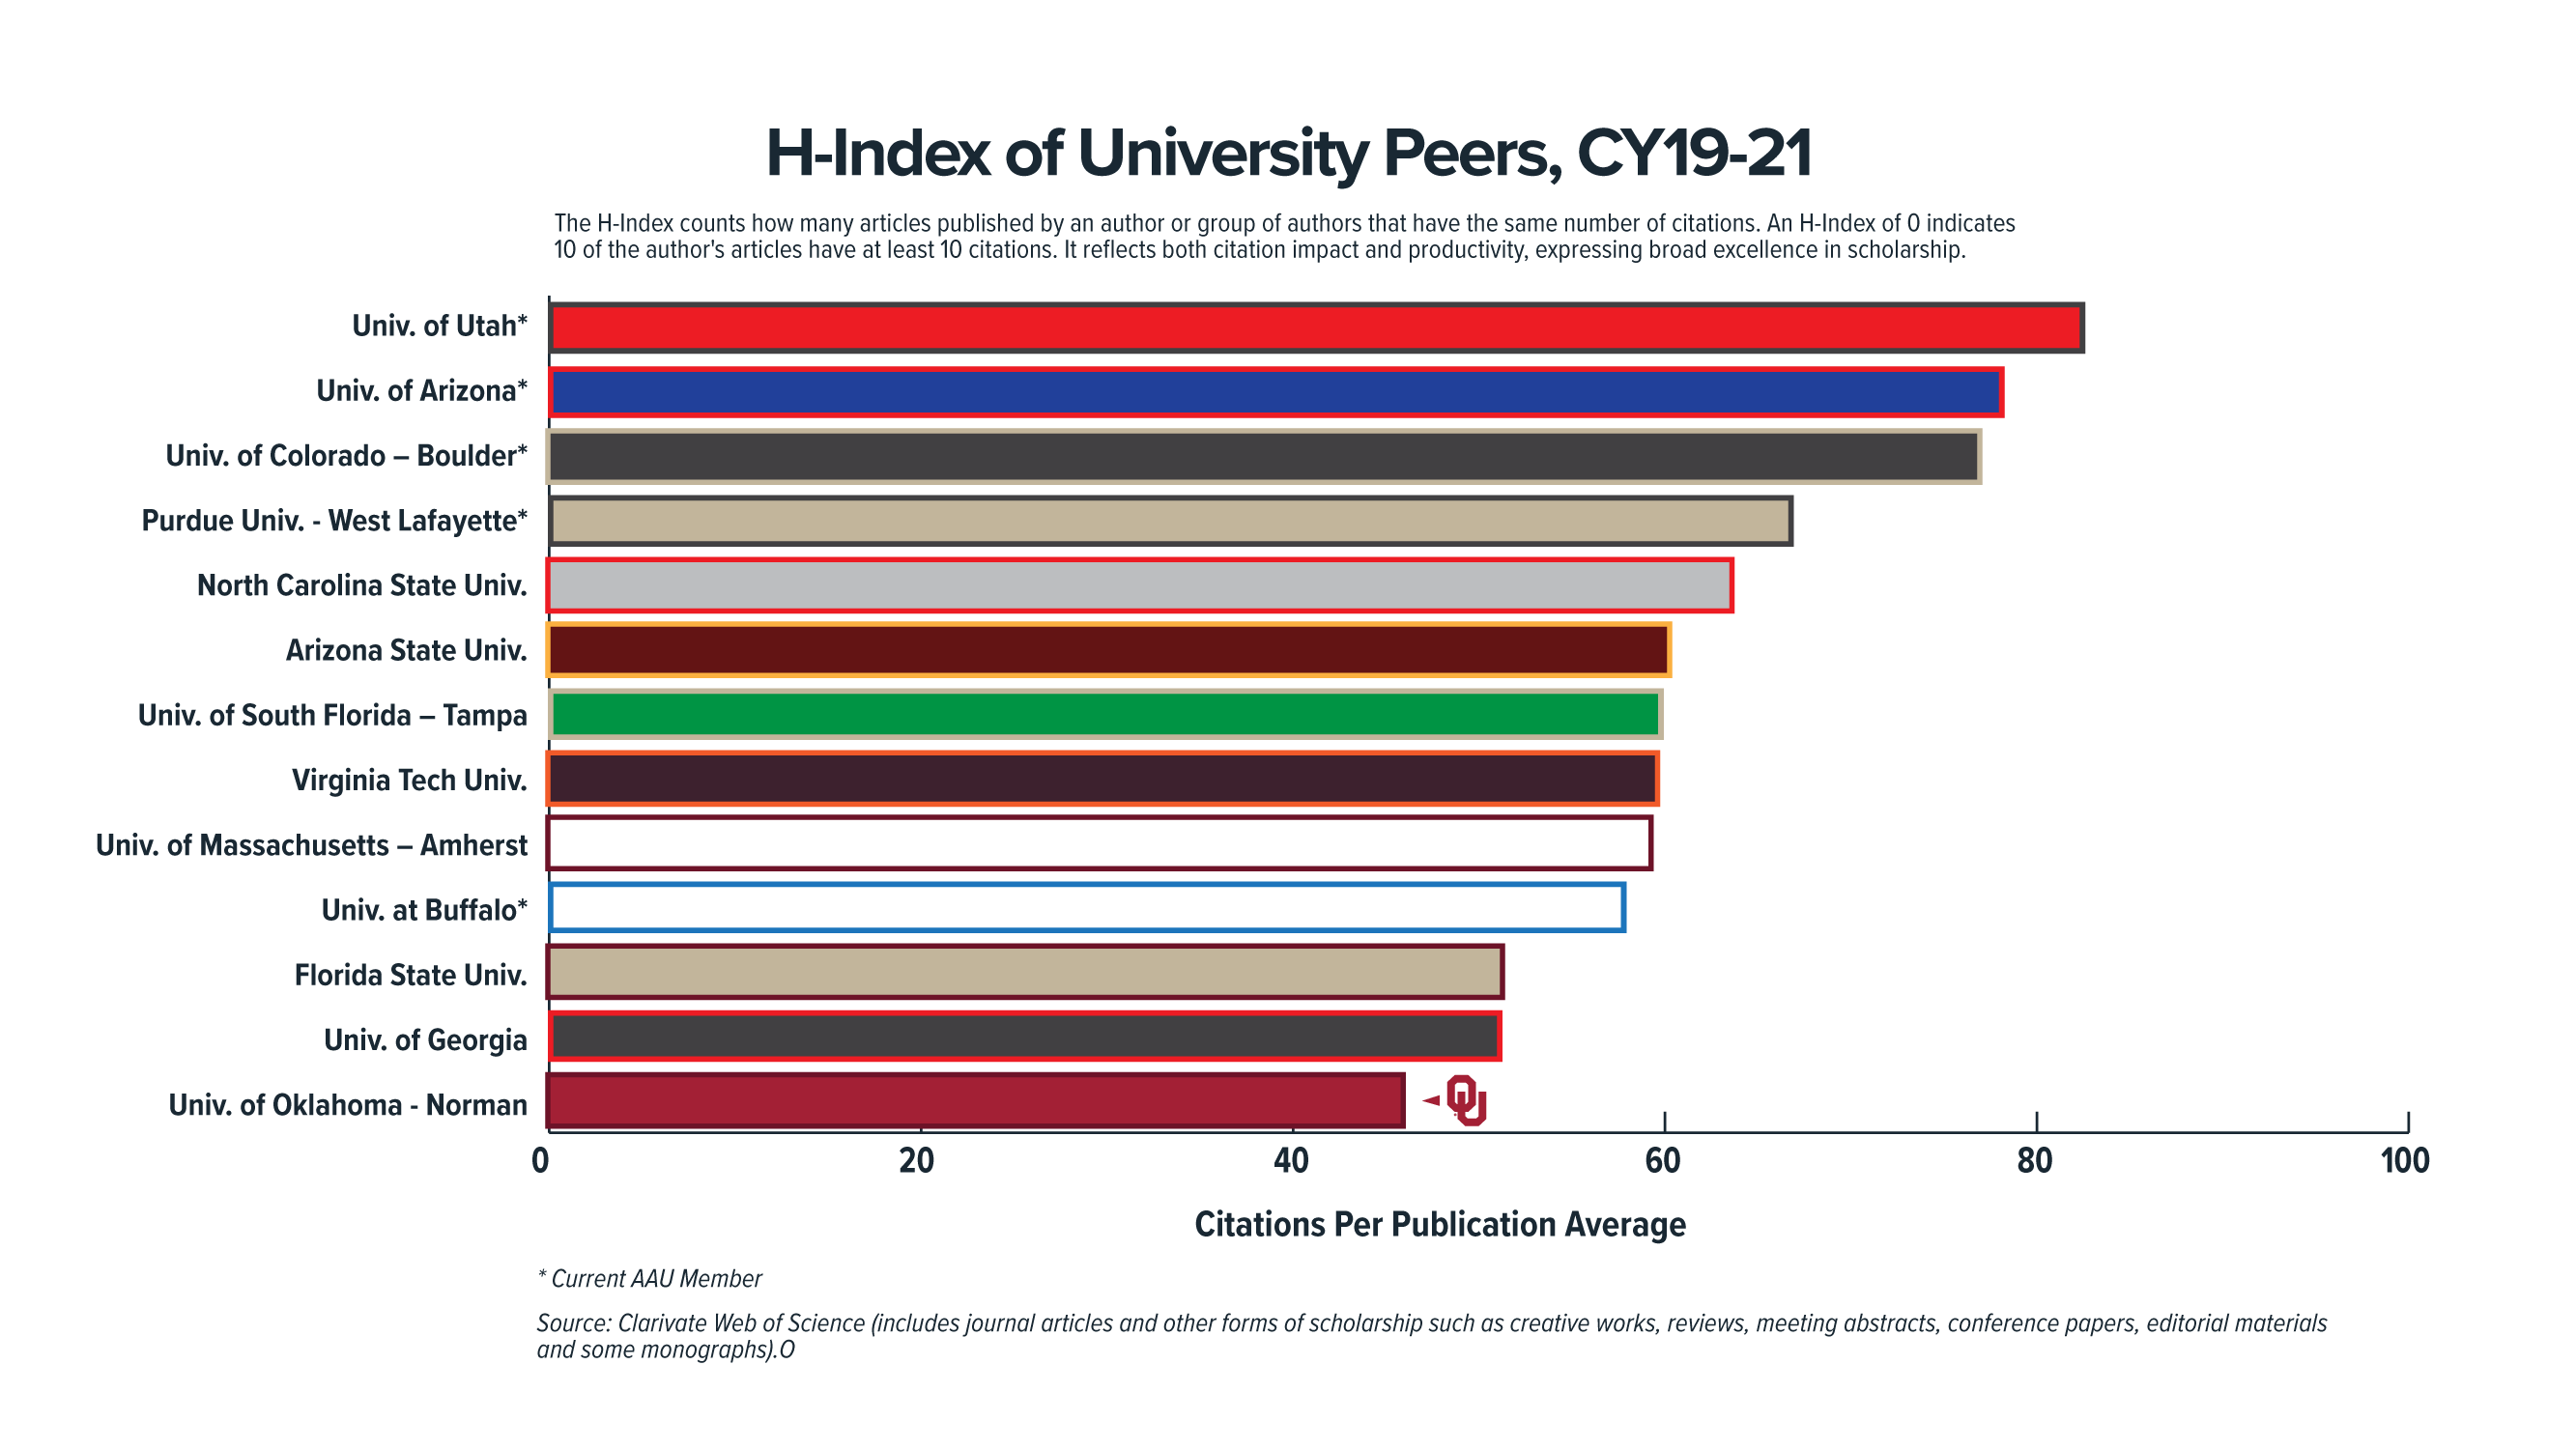 H-Index of University Peers, CY19-21
The H-Index counts how many articles published by an author or group of authors that have the same number of citations. An H-Index of 0 indicates
10 of the author's articles have at least 10 citations. It reflects both citation impact and productivity, expressing broad excellence in scholarship.
Univ. of Utah*
Univ. of Arizona*
Univ. of Colorado – Boulder*
Purdue Univ. - West Lafayette*
North Carolina State Univ.
Arizona State Univ.
Univ. of South Florida – Tampa
Virginia Tech Univ.
Univ. of Massachusetts – Amherst
Univ. at Buffalo*
Florida State Univ.
Univ. of Georgia
Univ. of Oklahoma - Norman
OU
0 20 40 60 80 100
Citations Per Publication Average
* Current AAU Member
Source: Clarivate Web of Science (includes journal articles and other forms of scholarship such as creative works, reviews, meeting abstracts, conference papers, editorial materials
and some monographs).O